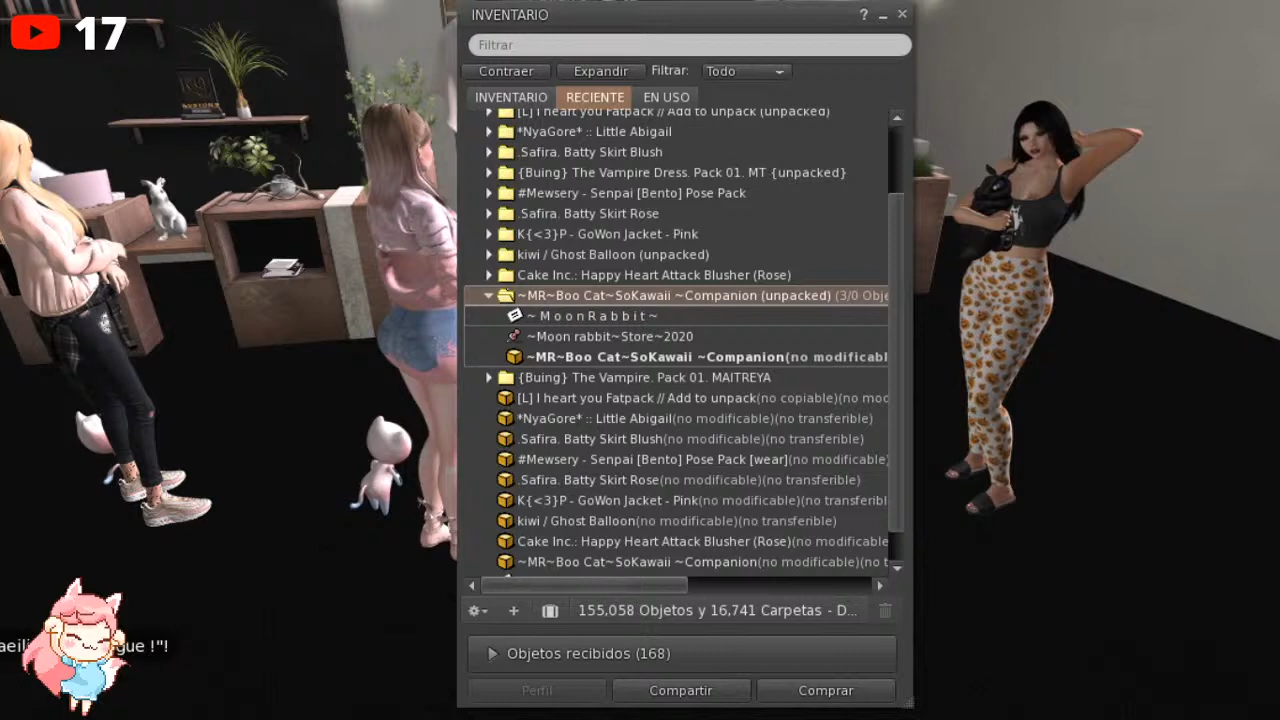 17
INVENTARIO
?
Filtrar
Contraer
Expandir
Filtrar:
Todo
INVENTARIO
RECIENTE
EN USO
[L] I heart you Fatpack // Add to unpack (unpacked)
*NyaGore* :: Little Abigail
.Safira. Batty Skirt Blush
{Buing} The Vampire Dress. Pack 01. MT {unpacked}
#Mewsery - Senpai [Bento] Pose Pack
.Safira. Batty Skirt Rose
K{<3}P - GoWon Jacket - Pink
kiwi / Ghost Balloon (unpacked)
Cake Inc.: Happy Heart Attack Blusher (Rose)
~MR~Boo Cat~SoKawaii ~Companion (unpacked) (3/0 Obje
~ M o o n R a b b i t ~
~Moon rabbit~Store~2020
~MR~Boo Cat~SoKawaii ~Companion(no modificabl
{Buing} The Vampire. Pack 01. MAITREYA
[L] I heart you Fatpack // Add to unpack(no copiable)(no moc
*NyaGore* :: Little Abigail(no modificable)(no transferible)
.Safira. Batty Skirt Blush(no modificable)(no transferible)
#Mewsery - Senpai [Bento] Pose Pack [wear](no modificable)
.Safira. Batty Skirt Rose(no modificable)(no transferible)
K{<3}P - GoWon Jacket - Pink(no modificable)(no transferibl
kiwi / Ghost Balloon(no modificable)(no transferible)
Cake Inc.: Happy Heart Attack Blusher (Rose)(no modificable
~MR~Boo Cat~SoKawaii ~Companion(no modificable)(no t
155,058 Objetos y 16,741 Carpetas - D...
Objetos recibidos (168)
Perfil
Compartir
Comprar
gue !"!